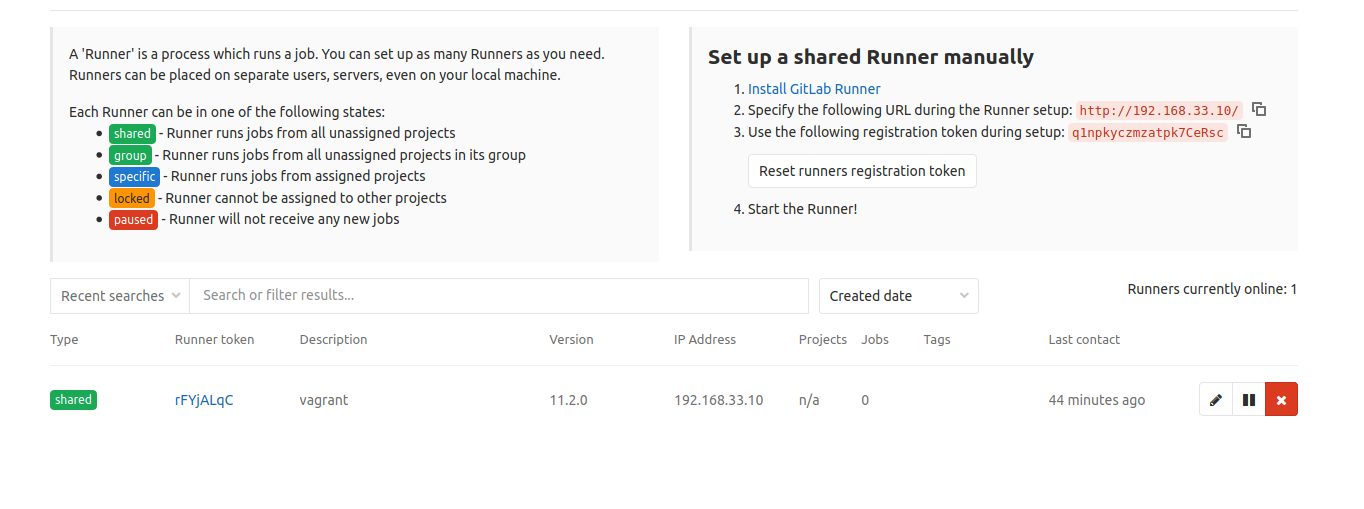 A 'Runner' is a process which runs a job. You can set up as many Runners as you need.
Runners can be placed on separate users, servers, even on your local machine.
Each Runner can be in one of the following states:
shared - Runner runs jobs from all unassigned projects
group - Runner runs jobs from all unassigned projects in its group
specific - Runner runs jobs from assigned projects
locked - Runner cannot be assigned to other projects
paused - Runner will not receive any new jobs
Set up a shared Runner manually
1. Install GitLab Runner
2. Specify the following URL during the Runner setup: http://192.168.33.10/
3. Use the following registration token during setup: q1npkyczmzatpk7CeRsc
Reset runners registration token
4. Start the Runner!
Recent searches Search or filter results... Created date Runners currently online: 1
Type Runner token Description Version IP Address Projects Jobs Tags Last contact
shared rFYjALqC vagrant 11.2.0 192.168.33.10 n/a 0 44 minutes ago